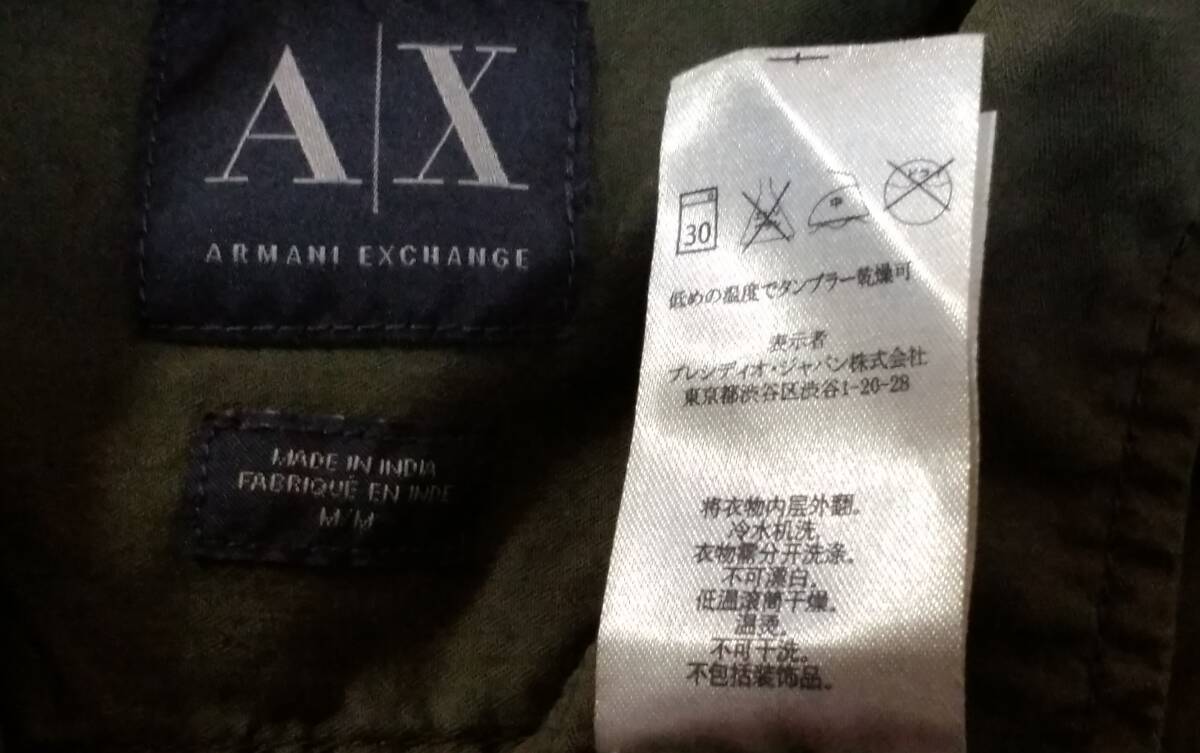 A|X
ARMANI EXCHANGE
MADE IN INDIA
FABRIQUÉ EN INDE
M/M
30
中
低めの温度でタンブラー乾燥可
表示者
プレシディオ・ジャパン株式会社
東京都渋谷区渋谷1-20-28
将衣物内层外翻。
冷水机洗。
衣物需分开洗涤。
不可漂白。
低温滚筒干燥。
温烫。
不可干洗。
不包括装饰品。